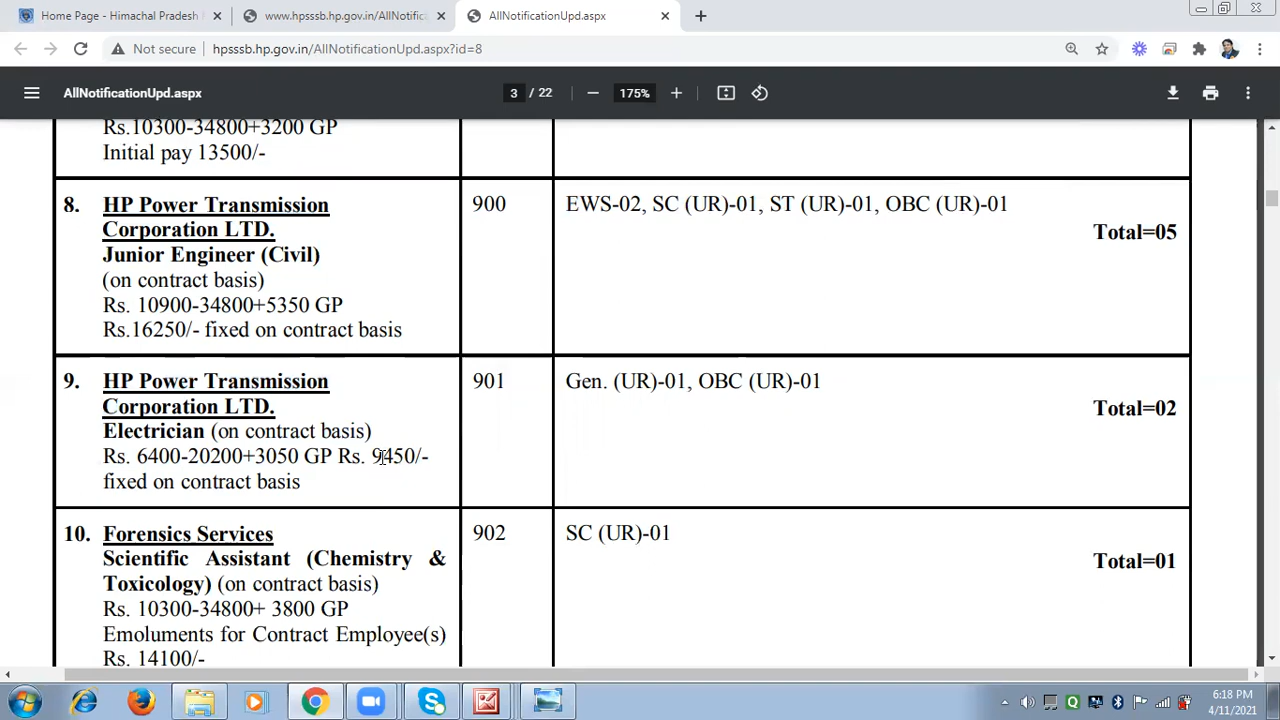 Home Page - Himachal Pradesh
www.hpsssb.hp.gov.in/AllNotific
AllNotificationUpd.aspx
Not secure
hpsssb.hp.gov.in/AllNotificationUpd.aspx?id=8
AllNotificationUpd.aspx
3 / 22
175%
Rs.10300-34800+3200 GP
Initial pay 13500/-
8. HP Power Transmission
Corporation LTD.
Junior Engineer (Civil)
(on contract basis)
Rs. 10900-34800+5350 GP
Rs.16250/- fixed on contract basis
900
EWS-02, SC (UR)-01, ST (UR)-01, OBC (UR)-01
Total=05
9. HP Power Transmission
Corporation LTD.
Electrician (on contract basis)
Rs. 6400-20200+3050 GP Rs. 9450/-
fixed on contract basis
901
Gen. (UR)-01, OBC (UR)-01
Total=02
10. Forensics Services
Scientific Assistant (Chemistry &
Toxicology) (on contract basis)
Rs. 10300-34800+ 3800 GP
Emoluments for Contract Employee(s)
Rs. 14100/-
902
SC (UR)-01
Total=01
6:18 PM
4/11/2021